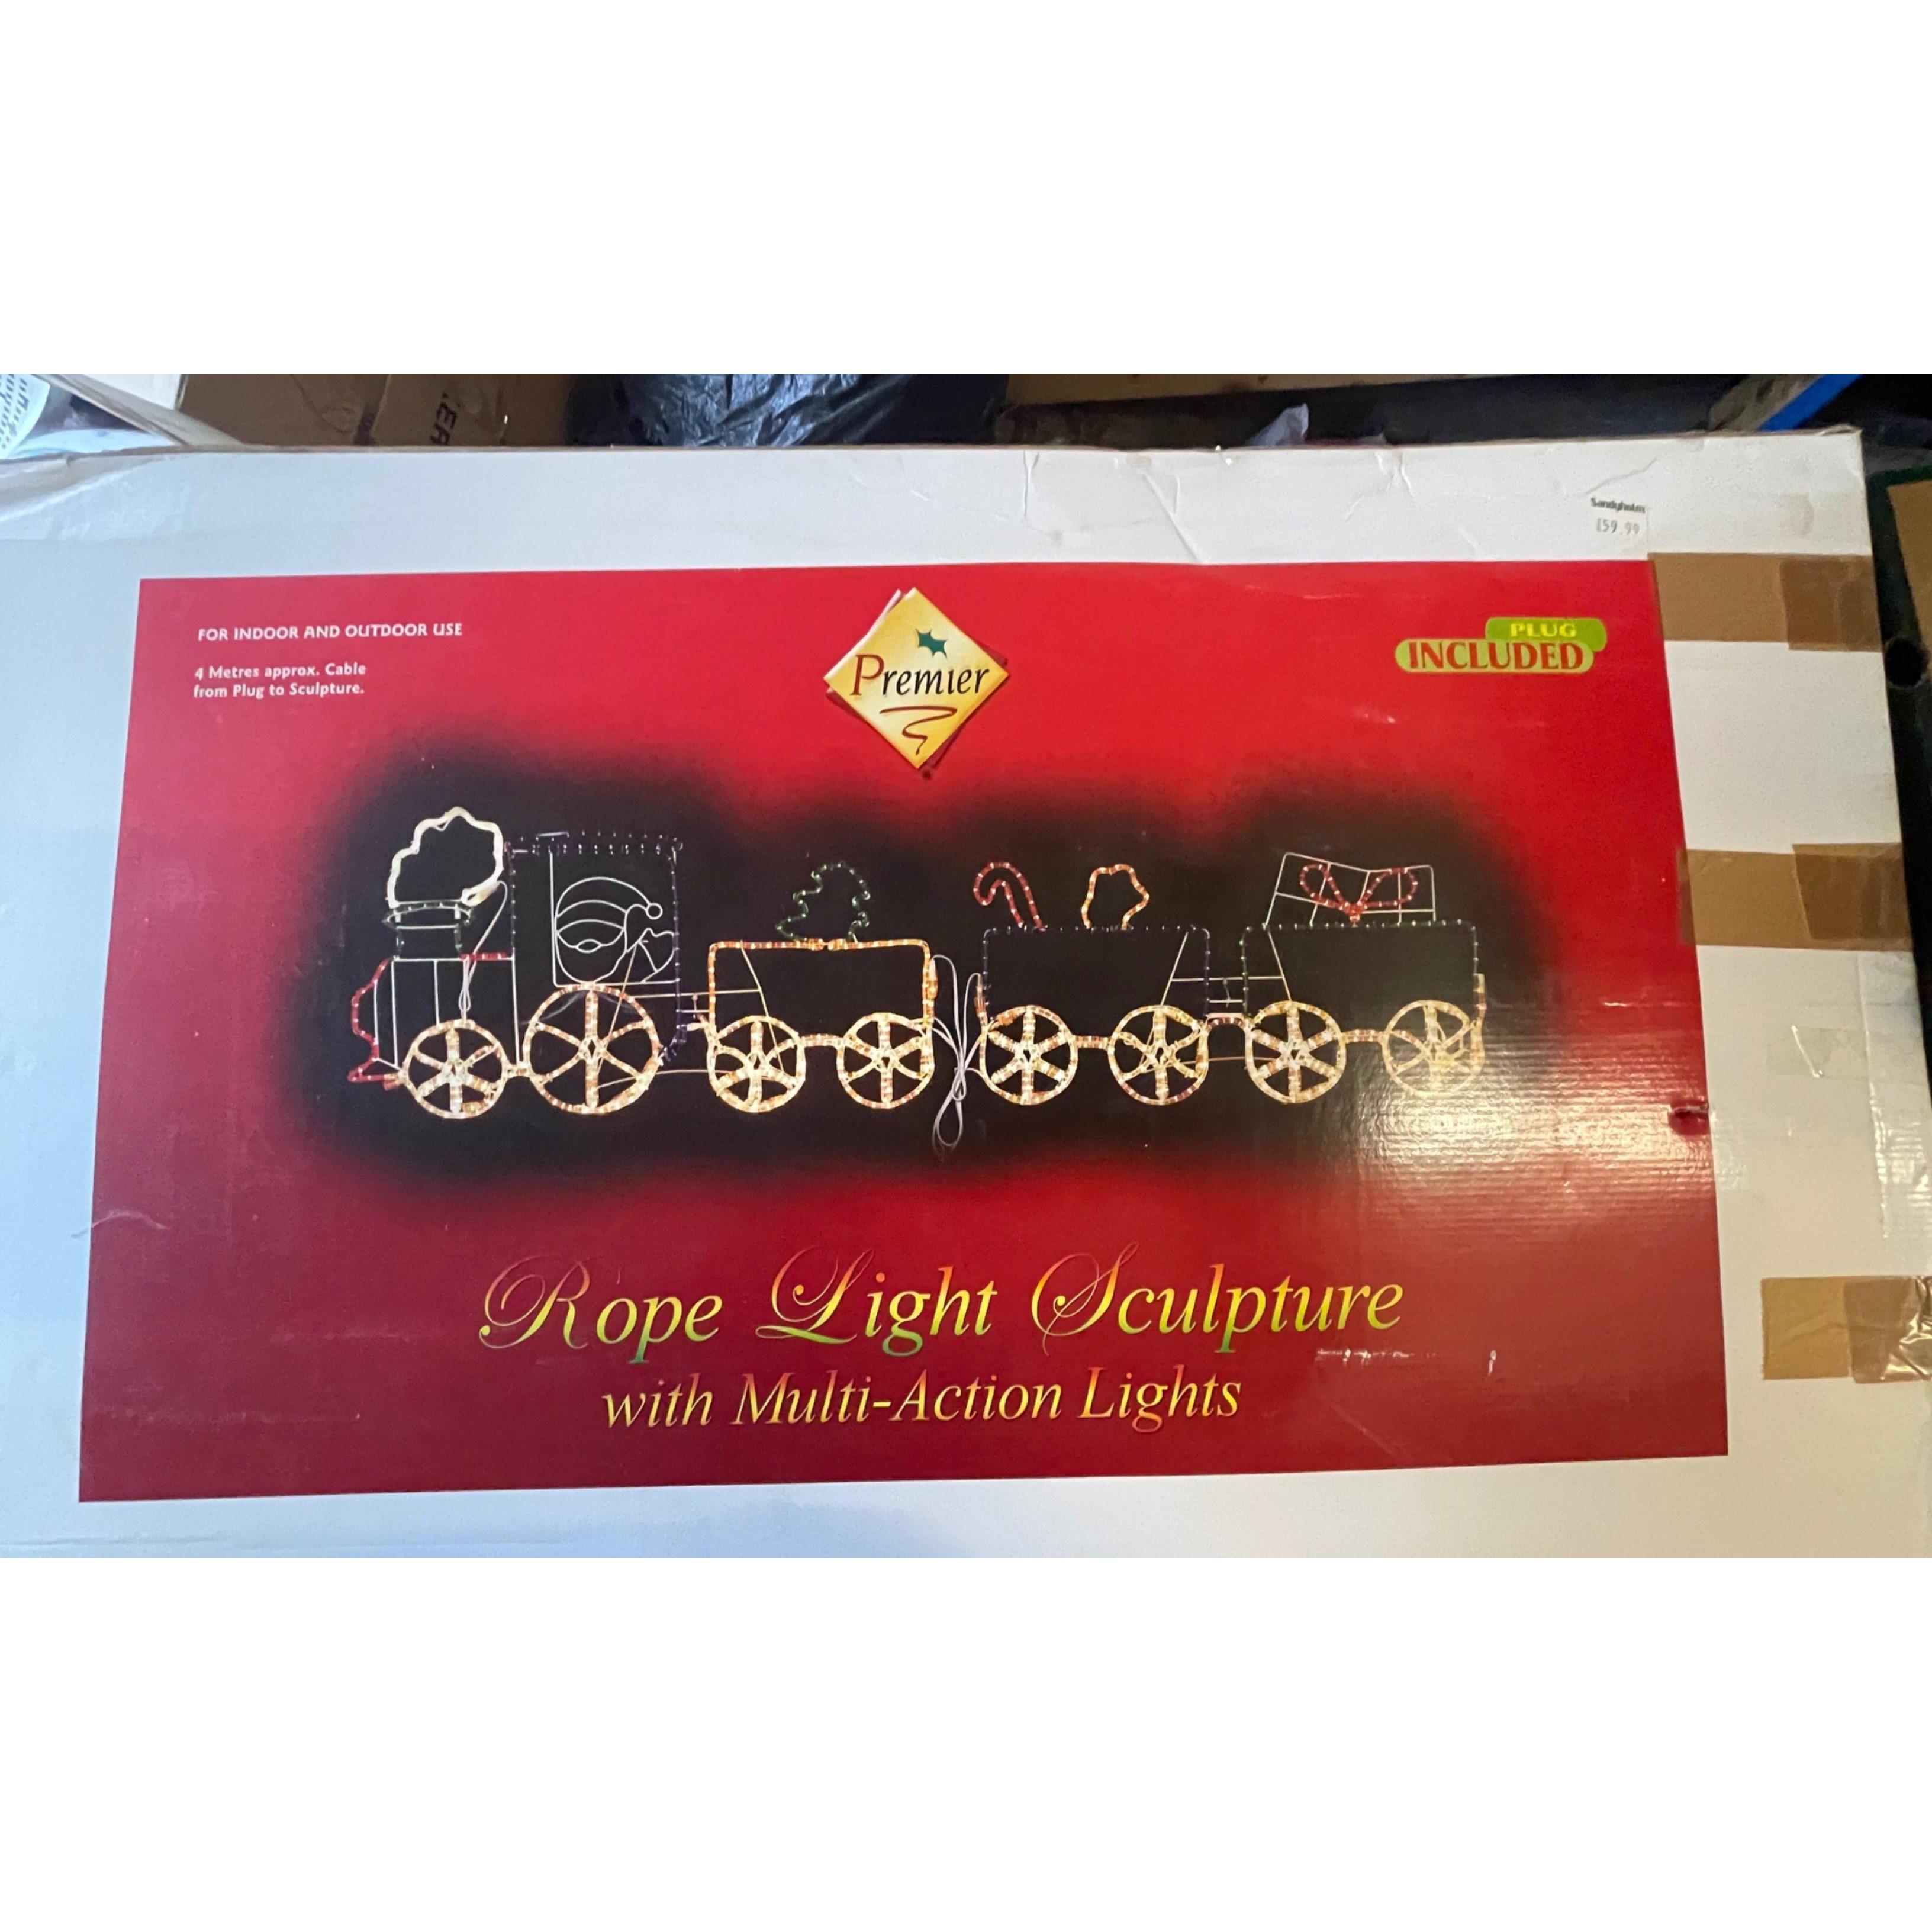 Sandyholm
£59.99
FOR INDOOR AND OUTDOOR USE
4 Metres approx. Cable
from Plug to Sculpture.
Premier
PLUG
INCLUDED
Rope Light Sculpture
with Multi-Action Lights